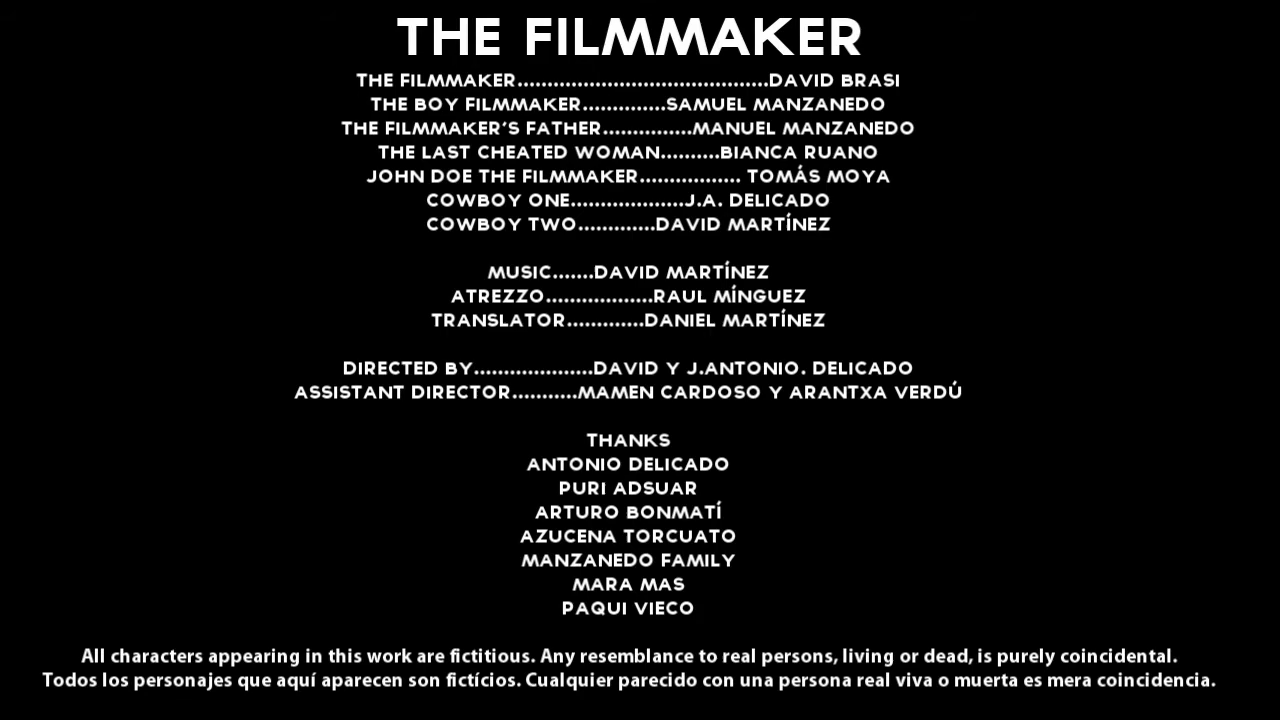 THE FILMMAKER
THE FILMMAKER..........................................DAVID BRASI
THE BOY FILMMAKER..............SAMUEL MANZANEDO
THE FILMMAKER'S FATHER...............MANUEL MANZANEDO
THE LAST CHEATED WOMAN..........BIANCA RUANO
JOHN DOE THE FILMMAKER................. TOMÁS MOYA
COWBOY ONE...................J.A. DELICADO
COWBOY TWO.............DAVID MARTÍNEZ
MUSIC.......DAVID MARTÍNEZ
ATREZZO..................RAUL MÍNGUEZ
TRANSLATOR.............DANIEL MARTÍNEZ
DIRECTED BY....................DAVID Y J.ANTONIO. DELICADO
ASSISTANT DIRECTOR...........MAMEN CARDOSO Y ARANTXA VERDÚ
THANKS
ANTONIO DELICADO
PURI ADSUAR
ARTURO BONMATÍ
AZUCENA TORCUATO
MANZANEDO FAMILY
MARA MAS
PAQUI VIECO
All characters appearing in this work are fictitious. Any resemblance to real persons, living or dead, is purely coincidental.
Todos los personajes que aquí aparecen son fictícios. Cualquier parecido con una persona real viva o muerta es mera coincidencia.